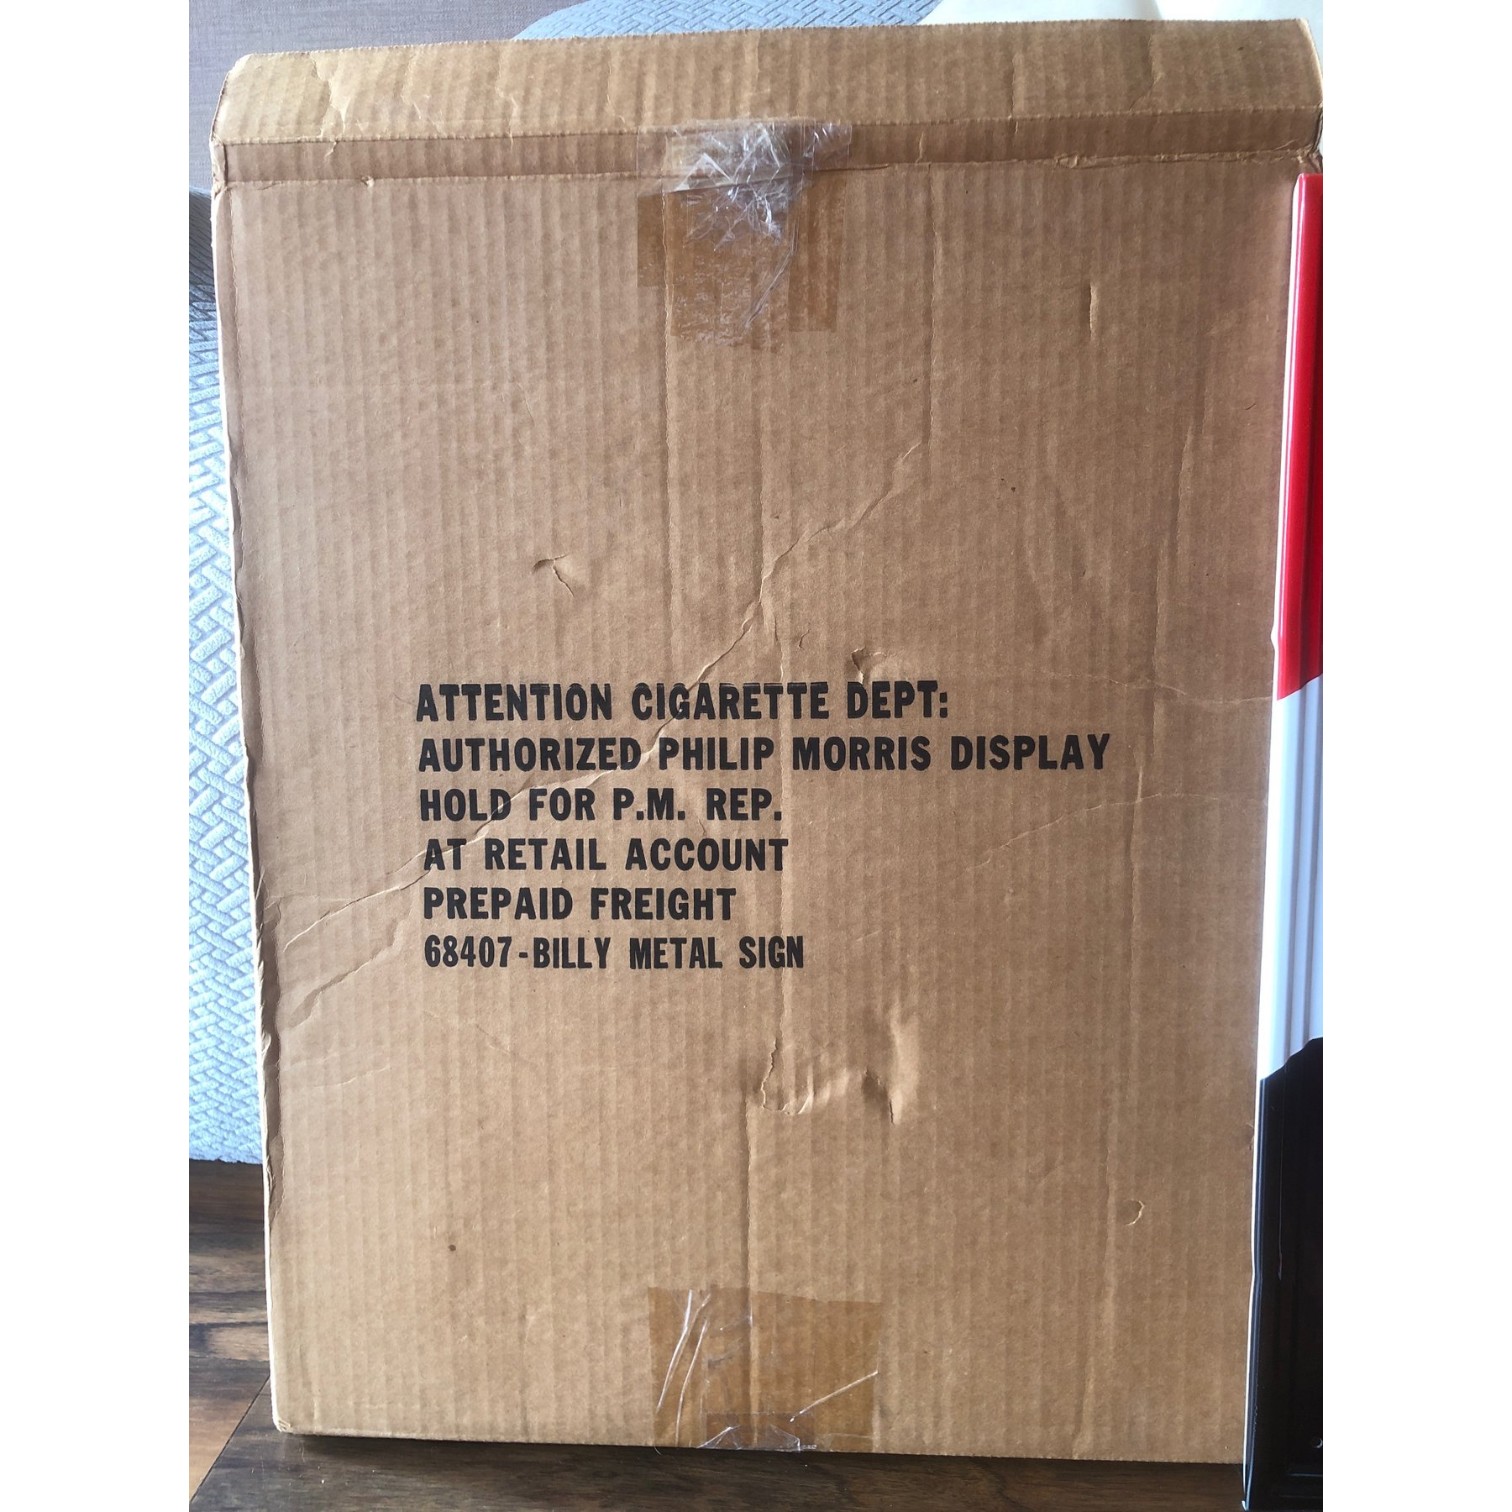 ATTENTION CIGARETTE DEPT:
AUTHORIZED PHILIP MORRIS DISPLAY
HOLD FOR P.M. REP.
AT RETAIL ACCOUNT
PREPAID FREIGHT
68407-BILLY METAL SIGN